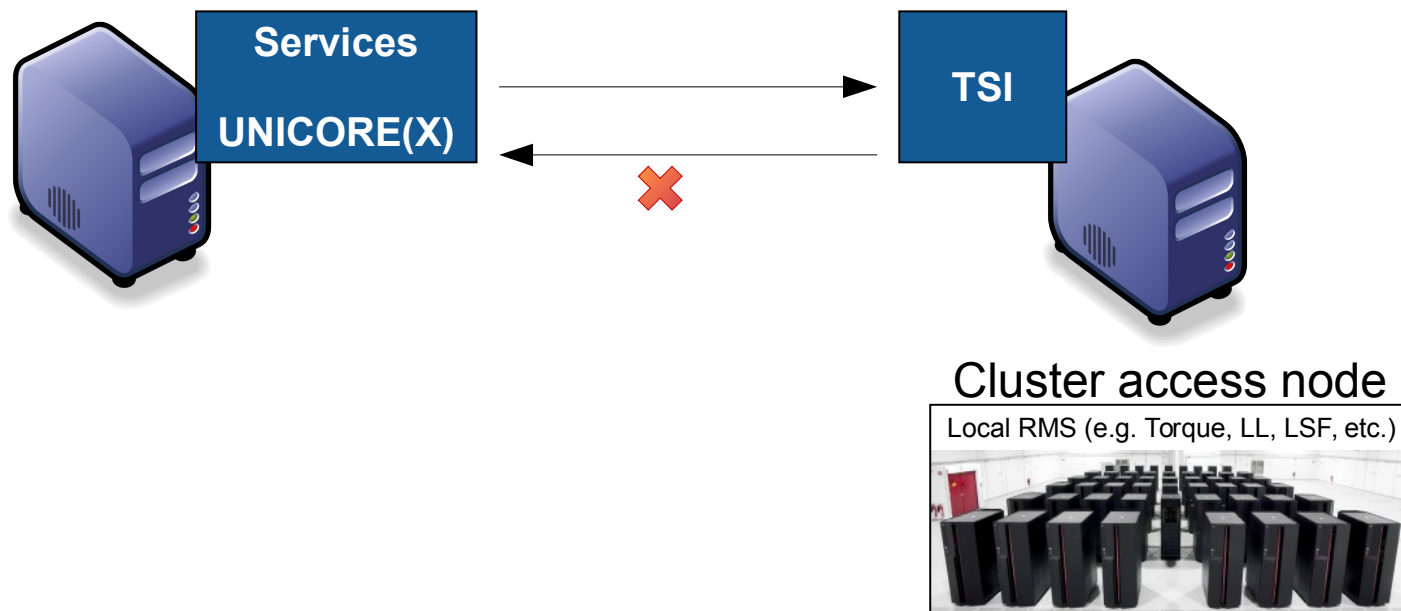 Services
UNICORE(X)
TSI
Cluster access node
Local RMS (e.g. Torque, LL, LSF, etc.)